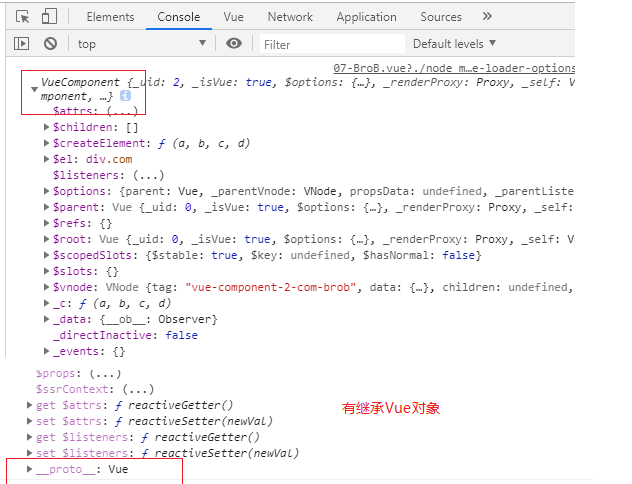 Elements Console Vue Network Application Sources »
top Filter Default levels
07-BroB.vue?./node m…e-loader-options
VueComponent {_uid: 2, _isVue: true, $options: {…}, _renderProxy: Proxy, _self: V
mponent, …} i
$attrs: (...)
$children: []
$createElement: ƒ (a, b, c, d)
$el: div.com
$listeners: (...)
$options: {parent: Vue, _parentVnode: VNode, propsData: undefined, _parentListe
$parent: Vue {_uid: 0, _isVue: true, $options: {…}, _renderProxy: Proxy, _self:
$refs: {}
$root: Vue {_uid: 0, _isVue: true, $options: {…}, _renderProxy: Proxy, _self: V
$scopedSlots: {$stable: true, $key: undefined, $hasNormal: false}
$slots: {}
$vnode: VNode {tag: "vue-component-2-com-brob", data: {…}, children: undefined,
_c: ƒ (a, b, c, d)
_data: {__ob__: Observer}
_directInactive: false
_events: {}
$props: (...)
$ssrContext: (...)
get $attrs: ƒ reactiveGetter()
set $attrs: ƒ reactiveSetter(newVal)
有继承Vue对象
get $listeners: ƒ reactiveGetter()
set $listeners: ƒ reactiveSetter(newVal)
__proto__: Vue